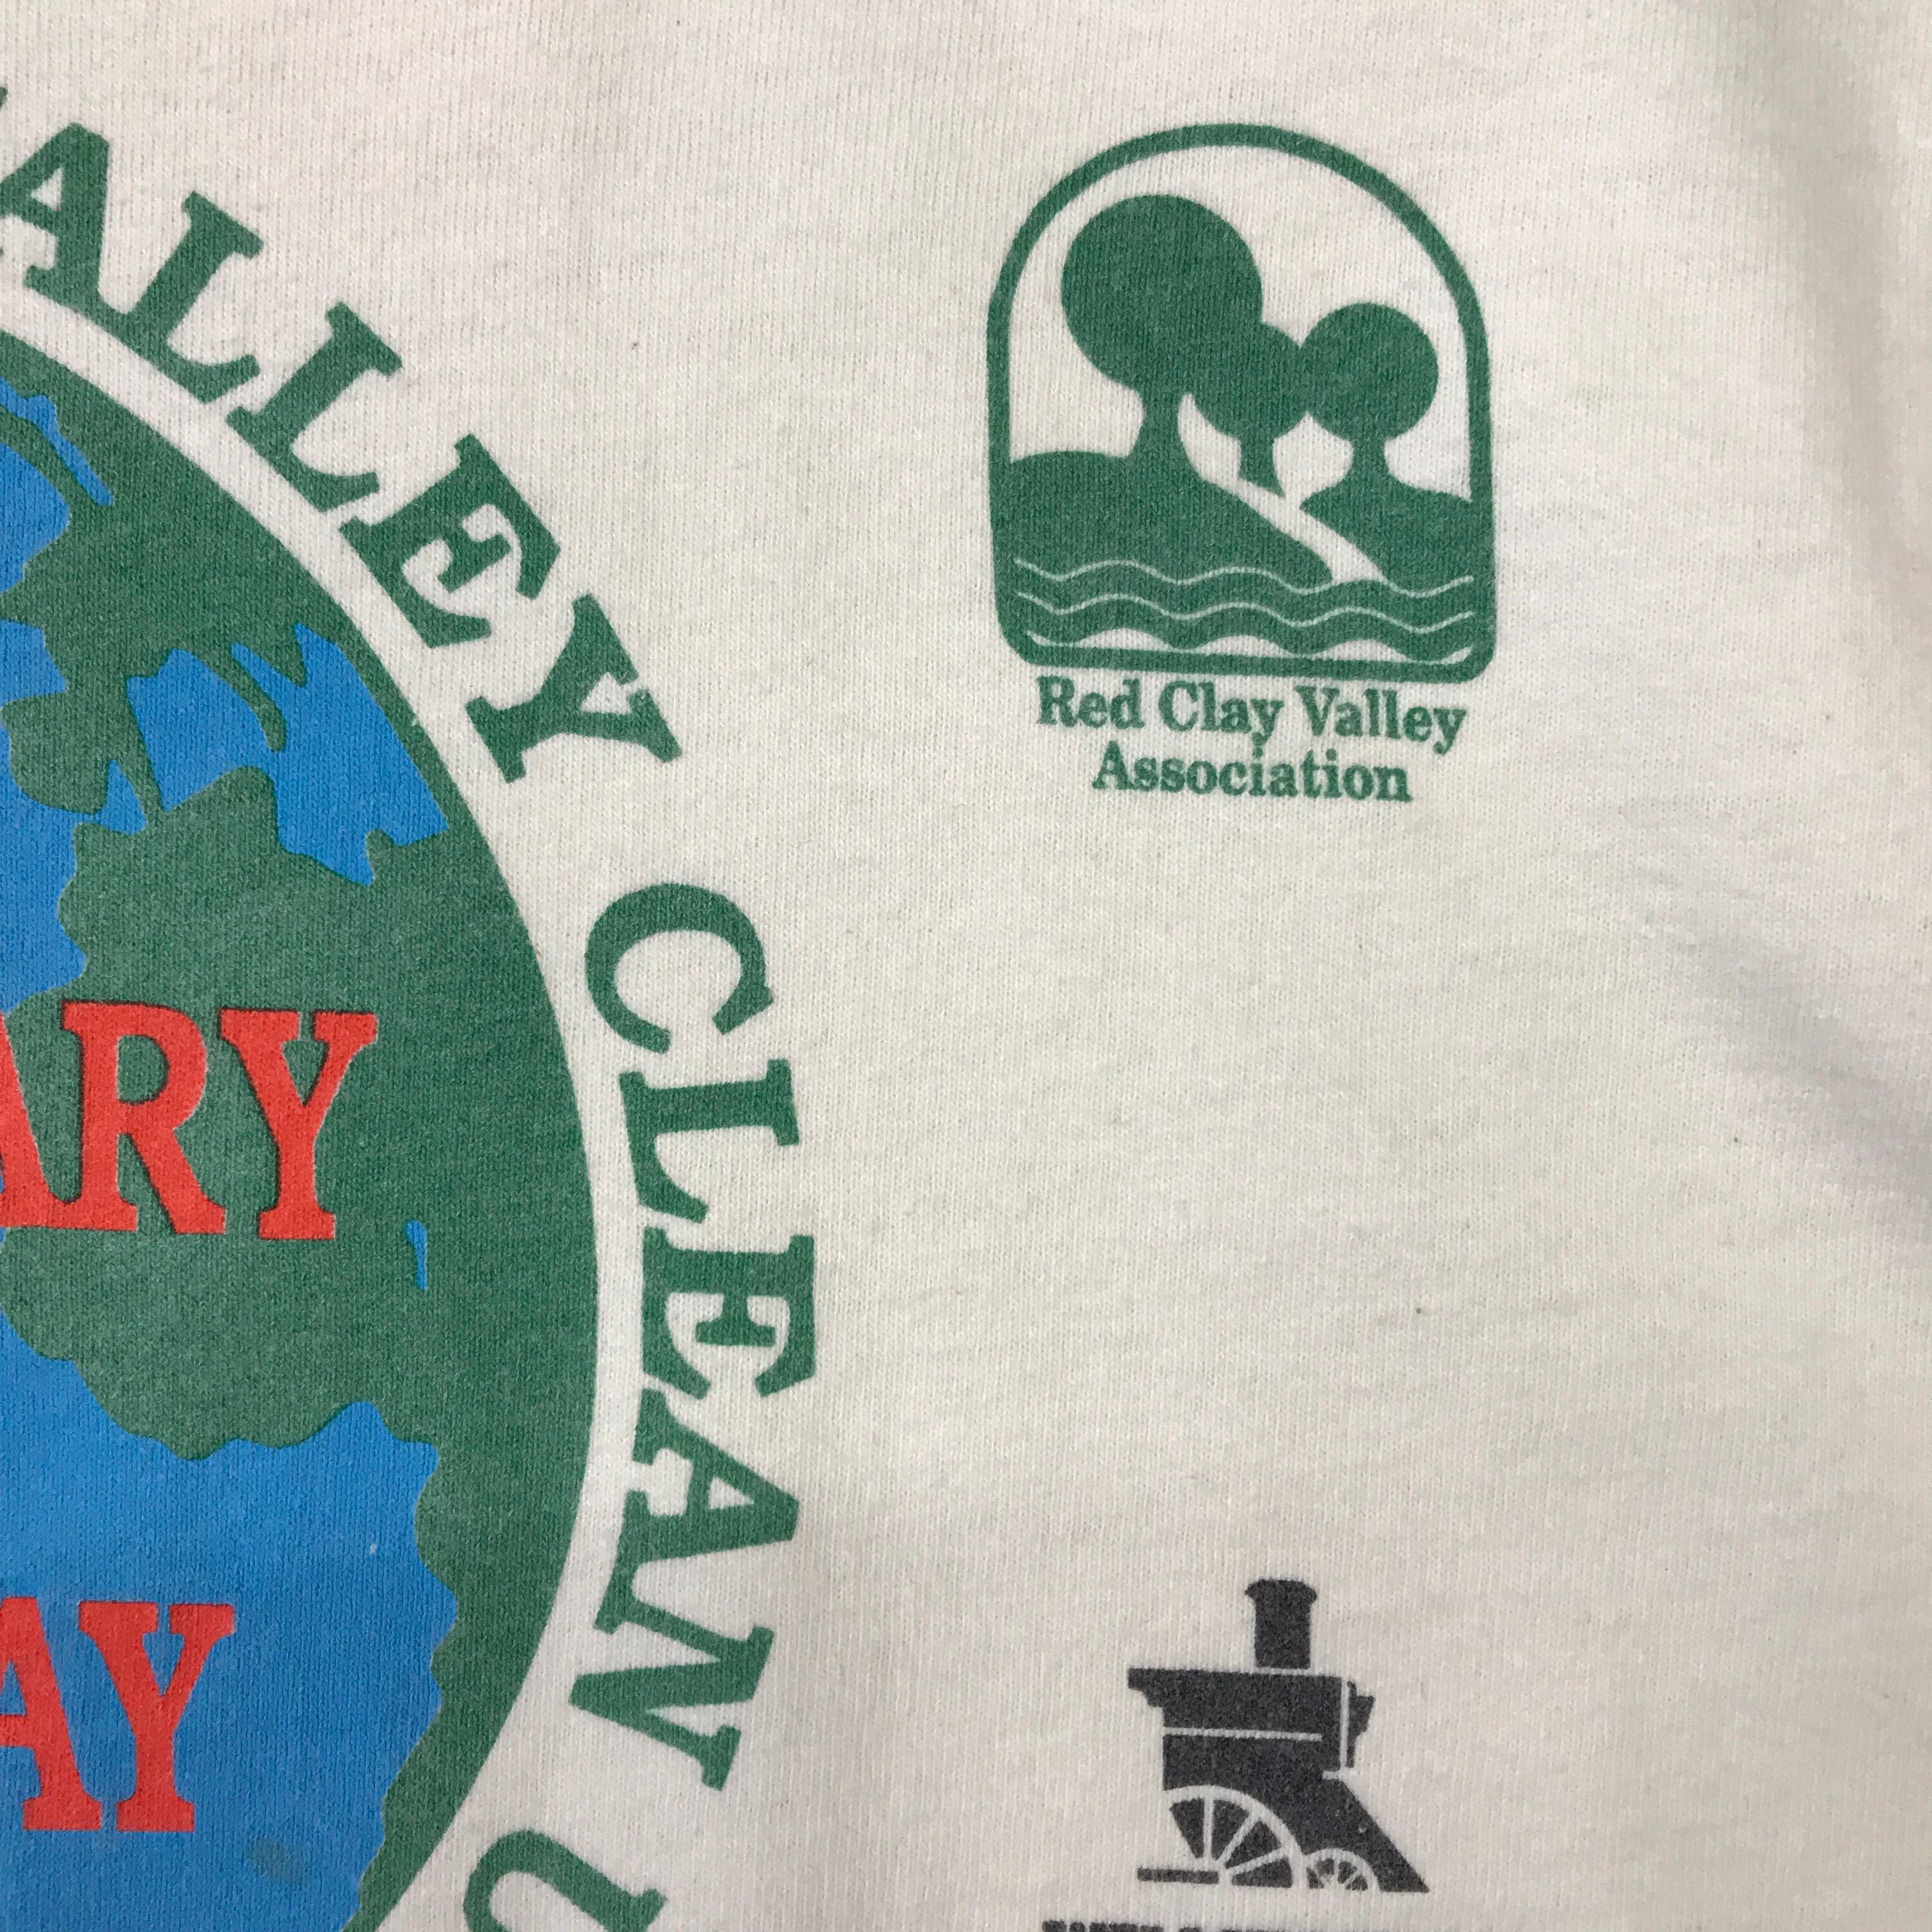 ALLEY CLEAN U
Red Clay Valley
Association
ARY
AY